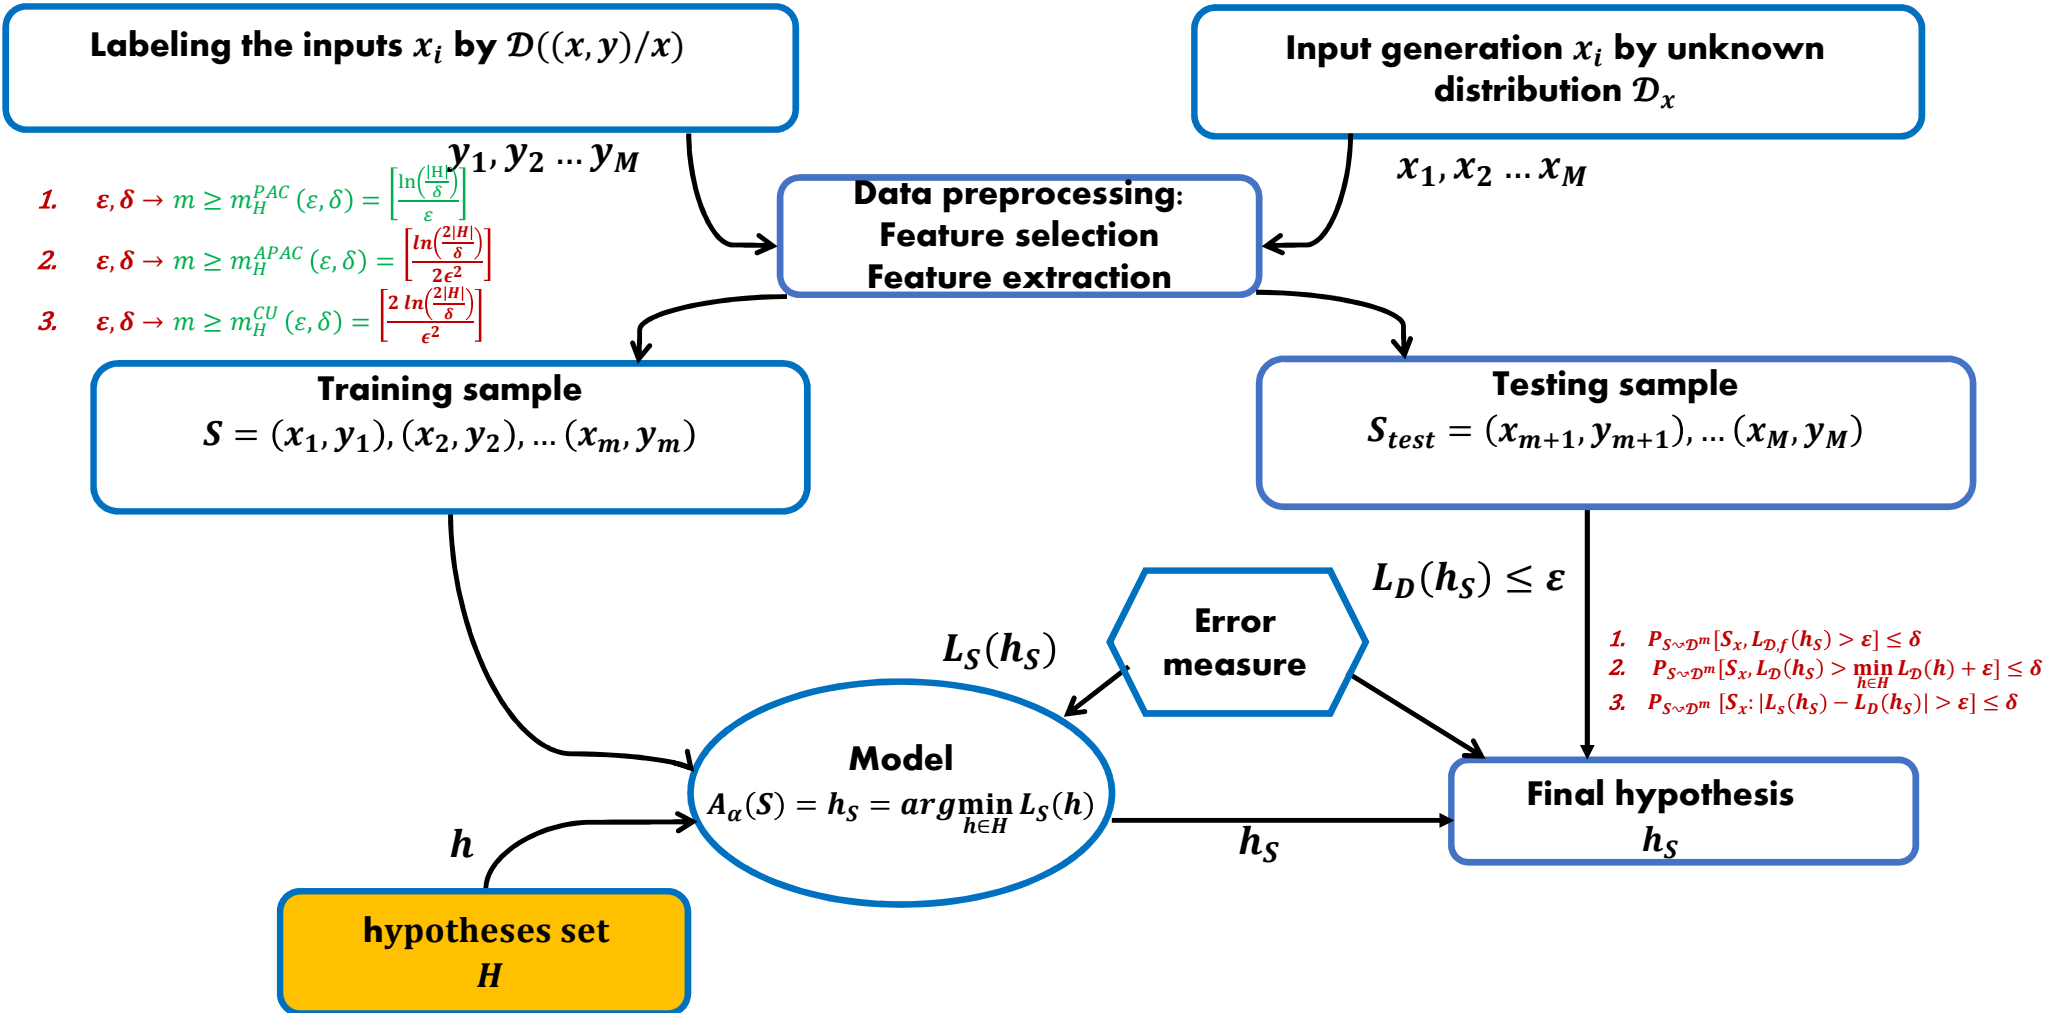 Labeling the inputs xᵢ by 𝒟((x, y)/x)
Input generation xᵢ by unknown
distribution 𝒟ₓ
y₁, y₂ … y_M
x₁, x₂ … x_M
1. ε, δ → m ≥ m_H^{PAC} (ε, δ) = [ln(|H|/δ)/ε]
2. ε, δ → m ≥ m_H^{APAC} (ε, δ) = [ln(2|H|/δ)/2ϵ²]
3. ε, δ → m ≥ m_H^{CU} (ε, δ) = [2 ln(2|H|/δ)/ϵ²]
Data preprocessing:
Feature selection
Feature extraction
Training sample
S = (x₁, y₁), (x₂, y₂), … (x_m, y_m)
Testing sample
S_{test} = (x_{m+1}, y_{m+1}), … (x_M, y_M)
Error
measure
L_D(h_S) ≤ ε
L_S(h_S)
1. P_{S∽𝒟^m}[S_x, L_{𝒟,f}(h_S) > ε] ≤ δ
2. P_{S∽𝒟^m}[S_x, L_𝒟(h_S) > min_{h∈H} L_𝒟(h) + ε] ≤ δ
3. P_{S∽𝒟^m} [S_x: |L_s(h_S) − L_D(h_S)| > ε] ≤ δ
Model
A_α(S) = h_S = argmin_{h∈H} L_S(h)
h
h_S
Final hypothesis
h_S
hypotheses set
H